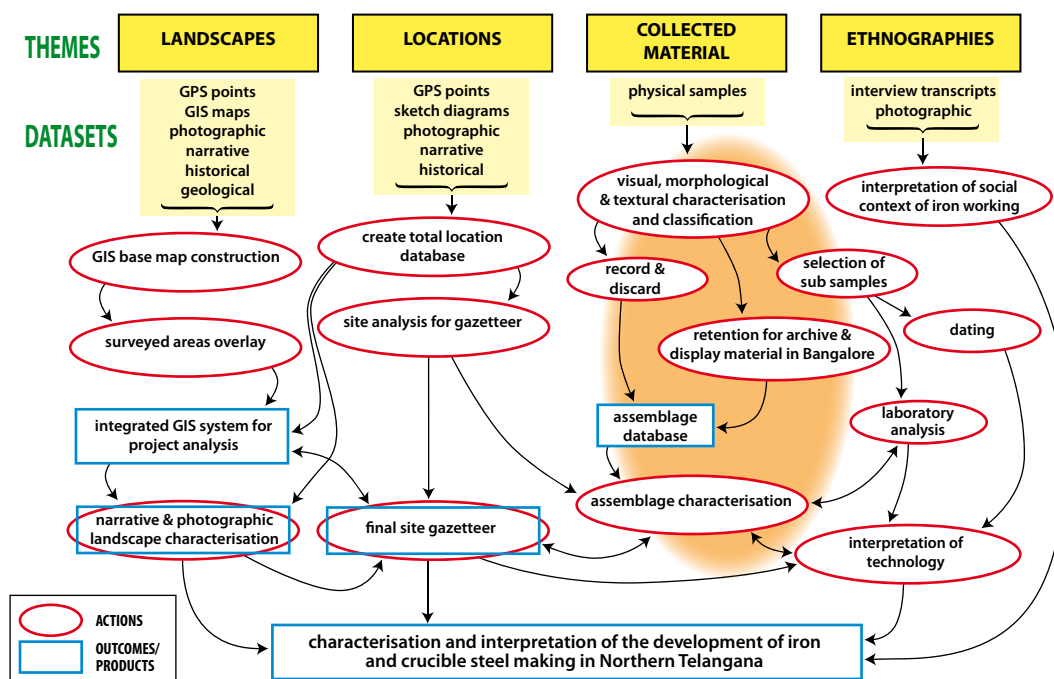 THEMES
LANDSCAPES
LOCATIONS
COLLECTED
MATERIAL
ETHNOGRAPHIES
DATASETS
GPS points
GIS maps
photographic
narrative
historical
geological
GPS points
sketch diagrams
photographic
narrative
historical
physical samples
interview transcripts
photographic
GIS base map construction
create total location
database
visual, morphological
& textural characterisation
and classification
interpretation of social
context of iron working
record &
discard
selection of
sub samples
surveyed areas overlay
site analysis for gazetteer
retention for archive &
display material in Bangalore
dating
integrated GIS system for
project analysis
assemblage
database
laboratory
analysis
narrative & photographic
landscape characterisation
final site gazetteer
assemblage characterisation
interpretation of
technology
ACTIONS
OUTCOMES/
PRODUCTS
characterisation and interpretation of the development of iron
and crucible steel making in Northern Telangana